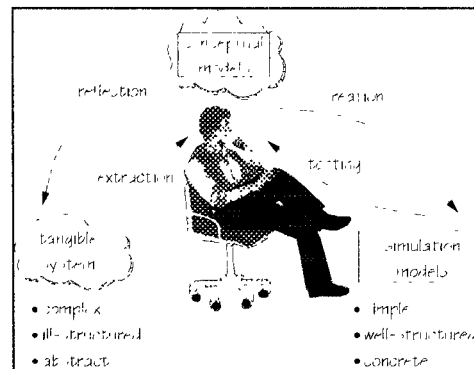 conceptual
models
reflection
creation
extraction
testing
tangible
system
simulation
models
• complex
• ill-structured
• abstract
• simple
• well-structured
• concrete